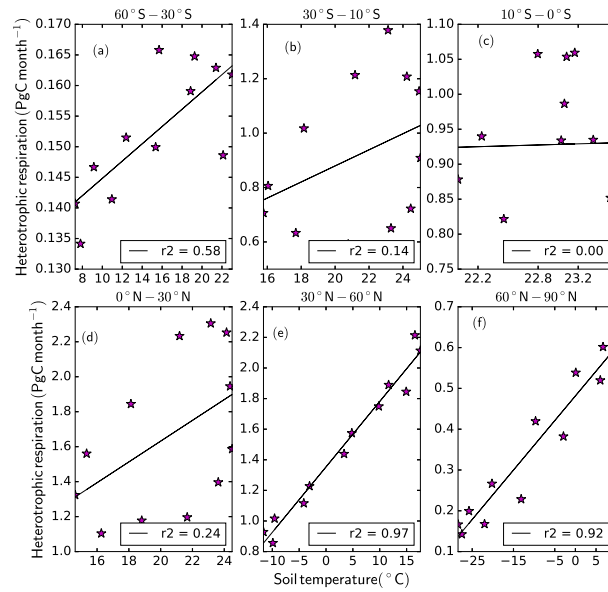 60°S−30°S
30°S−10°S
10°S−0°S
Heterotrophic respiration (PgC month⁻¹)
0.170
0.165
0.160
0.155
0.150
0.145
0.140
0.135
0.130
(a)
r2 = 0.58
8 10 12 14 16 18 20 22
1.4
1.2
1.0
0.8
0.6
(b)
r2 = 0.14
16 18 20 22 24
1.10
1.05
1.00
0.95
0.90
0.85
0.80
0.75
(c)
r2 = 0.00
22.2 22.8 23.2
0°N−30°N
30°N−60°N
60°N−90°N
Heterotrophic respiration (PgC month⁻¹)
2.4
2.2
2.0
1.8
1.6
1.4
1.2
1.0
(d)
r2 = 0.24
16 18 20 22 24
2.4
2.2
2.0
1.8
1.6
1.4
1.2
1.0
0.8
(e)
r2 = 0.97
−10 −5 0 5 10 15
0.7
0.6
0.5
0.4
0.3
0.2
0.1
(f)
r2 = 0.92
−25 −15 −5 0 5
Soil temperature(°C)